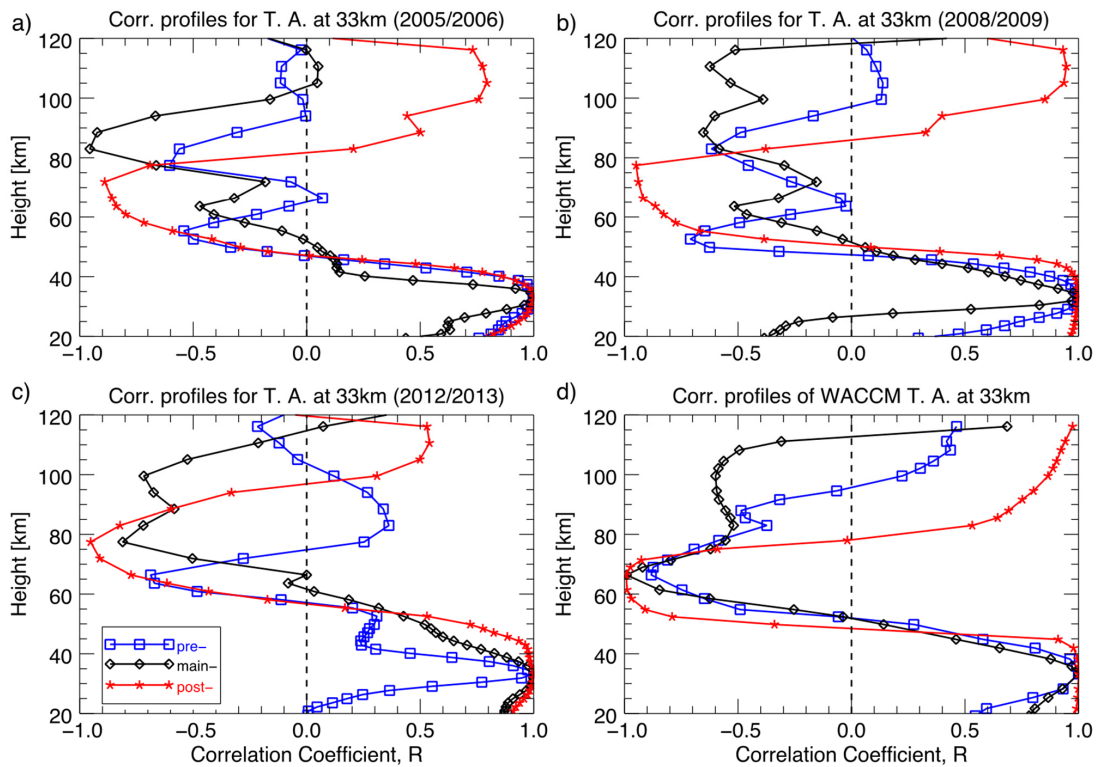 a) Corr. profiles for T. A. at 33km (2005/2006)
120
100
80
60
40
20
Height [km]
−1.0 −0.5 0.0 0.5 1.0
b) Corr. profiles for T. A. at 33km (2008/2009)
120
100
80
60
40
20
Height [km]
−1.0 −0.5 0.0 0.5 1.0
c) Corr. profiles for T. A. at 33km (2012/2013)
120
100
80
60
40
20
Height [km]
pre−
main−
post−
−1.0 −0.5 0.0 0.5 1.0
Correlation Coefficient, R
d) Corr. profiles of WACCM T. A. at 33km
120
100
80
60
40
20
Height [km]
−1.0 −0.5 0.0 0.5 1.0
Correlation Coefficient, R